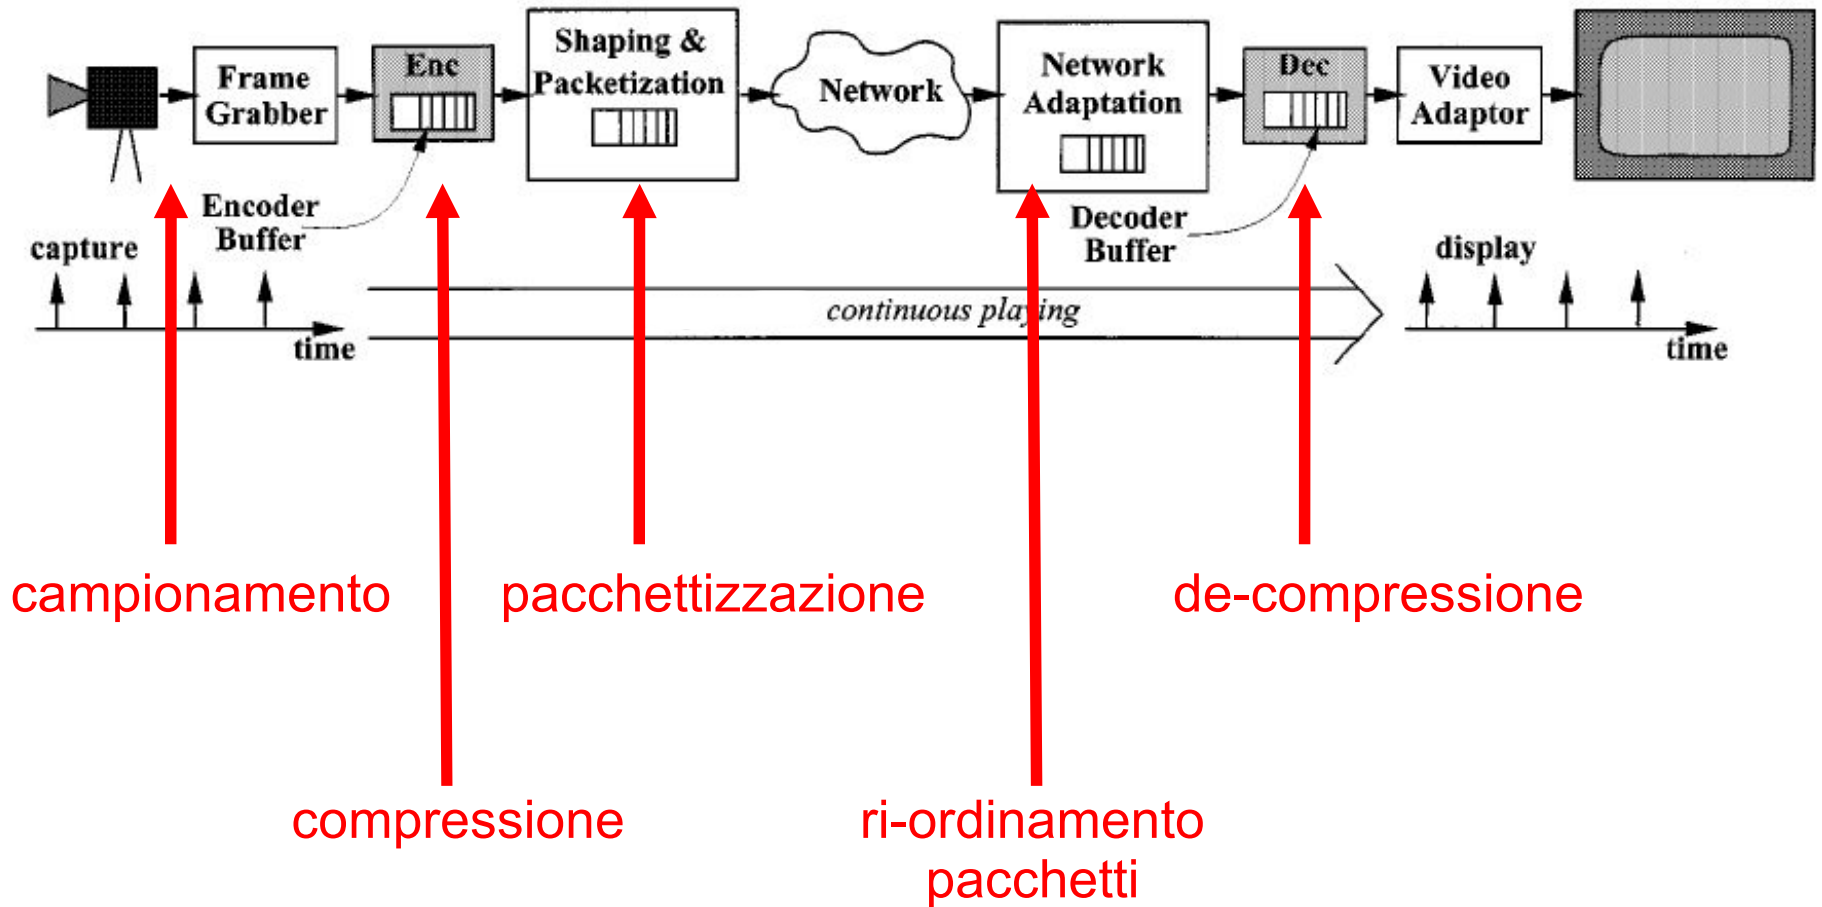 Frame
Grabber
Enc
Shaping &
Packetization
Network
Network
Adaptation
Dec
Video
Adaptor
Encoder
Buffer
Decoder
Buffer
capture
time
continuous playing
display
time
campionamento
pacchettizzazione
de-compressione
compressione
ri-ordinamento
pacchetti